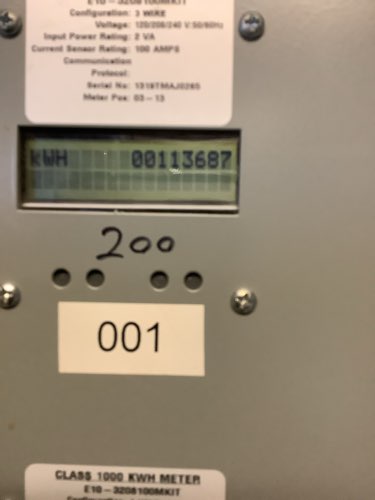 E10-3208100MKIT
Configuration: 3 WIRE
Voltage: 120/208/240 V:50/60Hz
Input Power Rating: 2 VA
Current Sensor Rating: 100 AMPS
Communication
Protocol:
Serial No: 1318TMAJ0285
Meter Pos: 03-13
kWH 00113687
200
001
CLASS 1000 KWH METER
E10-3208100MKIT